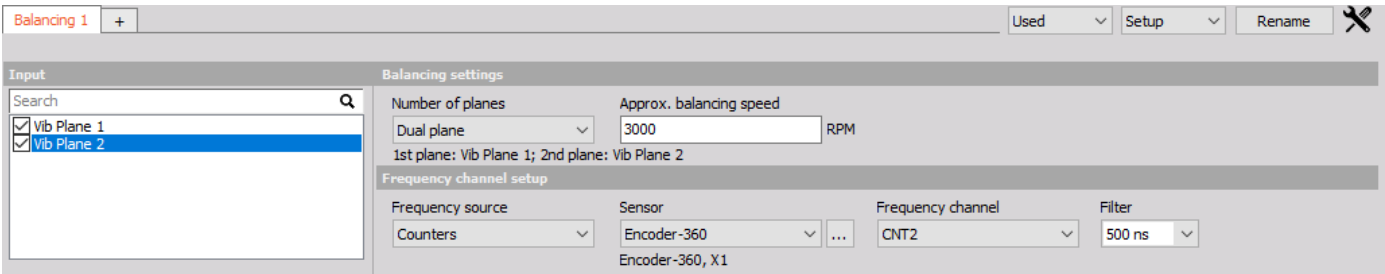 Balancing 1 + Used Setup Rename
Input Balancing settings
Search Number of planes Approx. balancing speed
Vib Plane 1 Dual plane 3000 RPM
Vib Plane 2 1st plane: Vib Plane 1; 2nd plane: Vib Plane 2
Frequency channel setup
Frequency source Sensor Frequency channel Filter
Counters Encoder-360 ... CNT2 500 ns
Encoder-360, X1